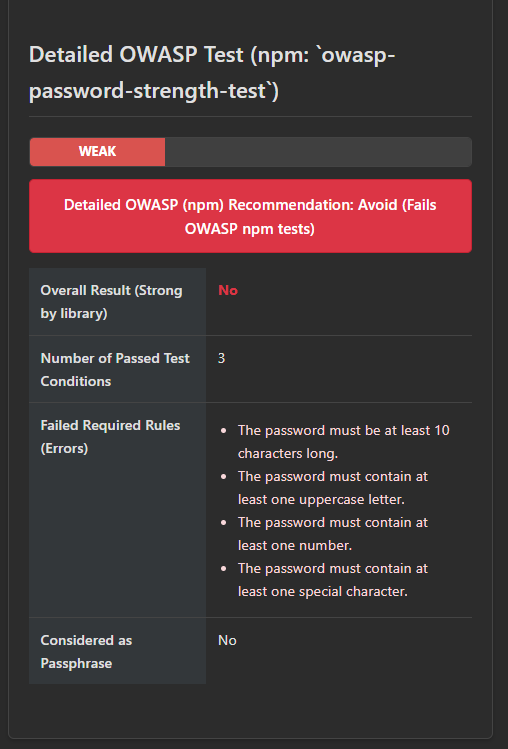 Detailed OWASP Test (npm: `owasp-
password-strength-test`)
WEAK
Detailed OWASP (npm) Recommendation: Avoid (Fails
OWASP npm tests)
Overall Result (Strong
by library)
No
Number of Passed Test
Conditions
3
Failed Required Rules
(Errors)
• The password must be at least 10
characters long.
• The password must contain at
least one uppercase letter.
• The password must contain at
least one number.
• The password must contain at
least one special character.
Considered as
Passphrase
No